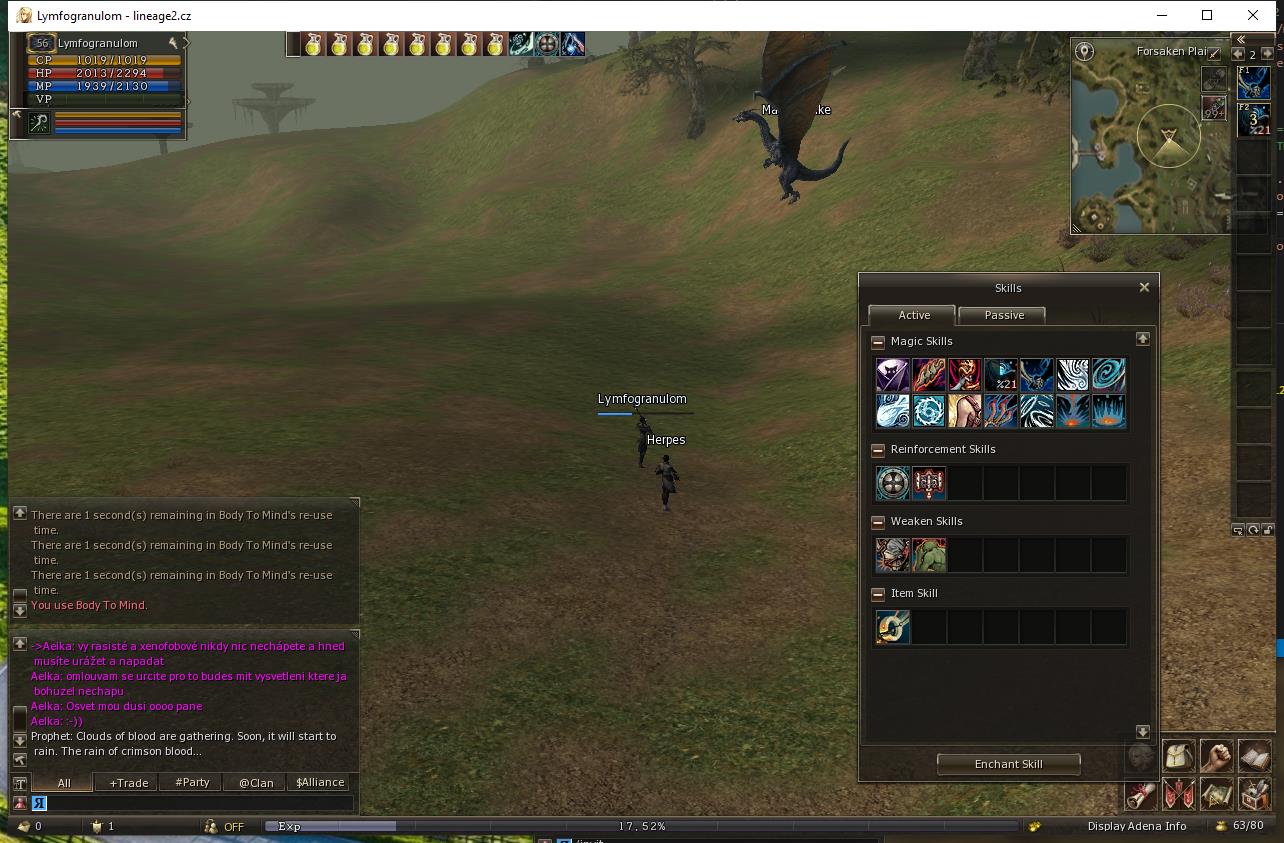 Lymfogranulom - lineage2.cz
56 Lymfogranulom
CP 1019/1019
HP 2013/2294
MP 1939/2130
VP
Forsaken Plai
2
F1
99+
F2
3
%21
Skills
Active Passive
Magic Skills
%21
Reinforcement Skills
Weaken Skills
Item Skill
Enchant Skill
Lymfogranulom
Herpes
There are 1 second(s) remaining in Body To Mind's re-use
time.
There are 1 second(s) remaining in Body To Mind's re-use
time.
There are 1 second(s) remaining in Body To Mind's re-use
time.
You use Body To Mind.
->Aelka: vy rasisté a xenofobové nikdy nic nechápete a hned
musíte urážet a napadat
Aelka: omlouvam se urcite pro to budes mit vysvetleni ktere ja
bohuzel nechapu
Aelka: Osvet mou dusi oooo pane
Aelka: :-))
Prophet: Clouds of blood are gathering. Soon, it will start to
rain. The rain of crimson blood...
All +Trade #Party @Clan $Alliance
Я
0 1 OFF Exp 17,52% Display Adena Info 63/80